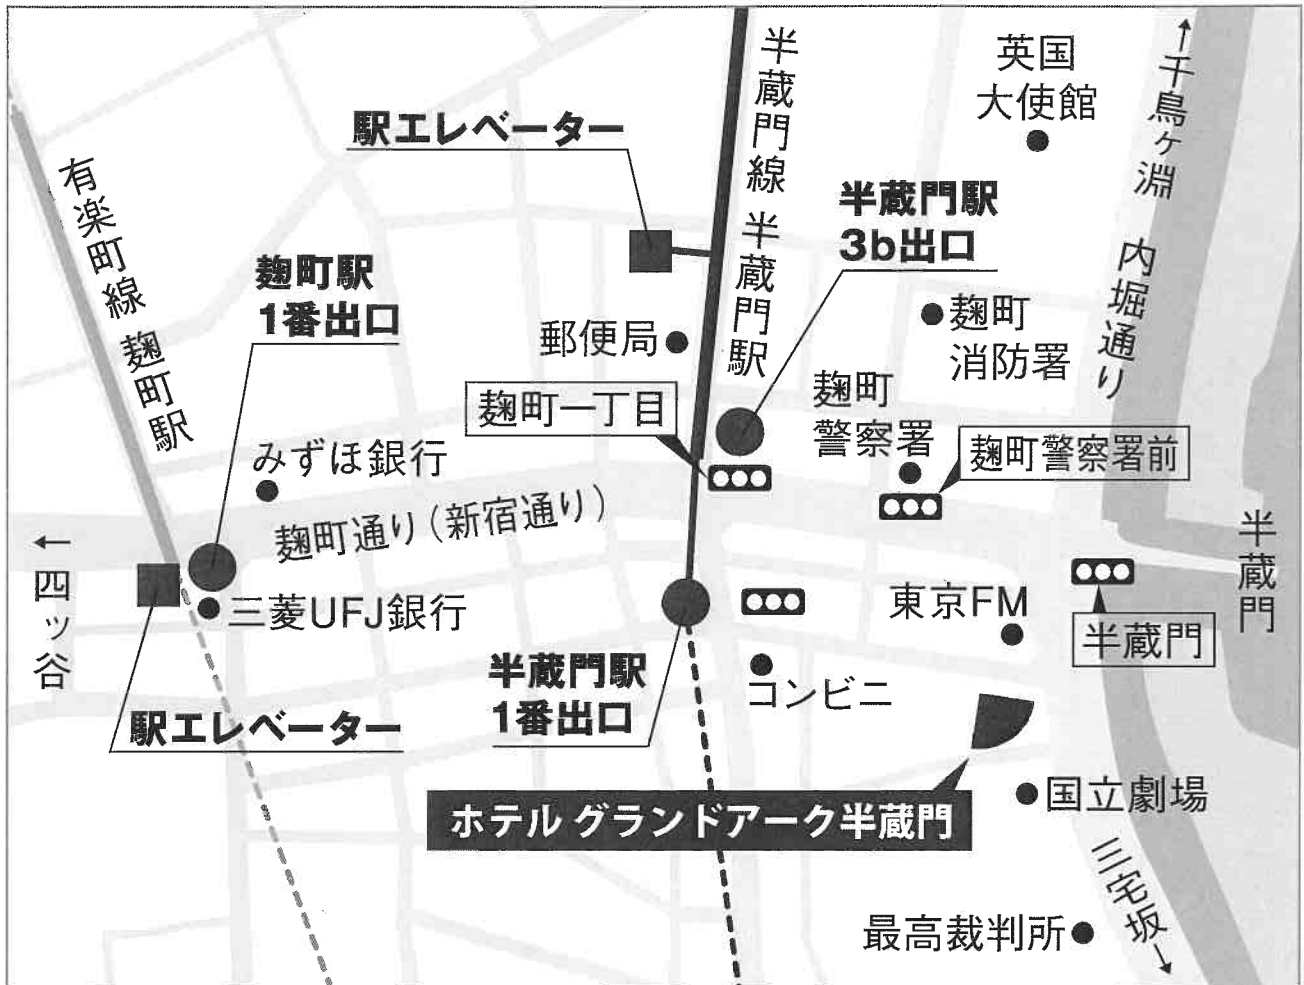 英国
大使館
↑千鳥ヶ淵
半蔵門線 半蔵門駅
駅エレベーター
有楽町線 麹町駅
半蔵門駅
3b出口
内堀通り
麹町駅
1番出口
麹町
消防署
郵便局
麹町一丁目
麹町
警察署
麹町警察署前
みずほ銀行
麹町通り(新宿通り)
←四ッ谷
半蔵門
三菱UFJ銀行
東京FM
半蔵門
半蔵門駅
1番出口
コンビニ
駅エレベーター
ホテル グランドアーク半蔵門
国立劇場
三宅坂→
最高裁判所